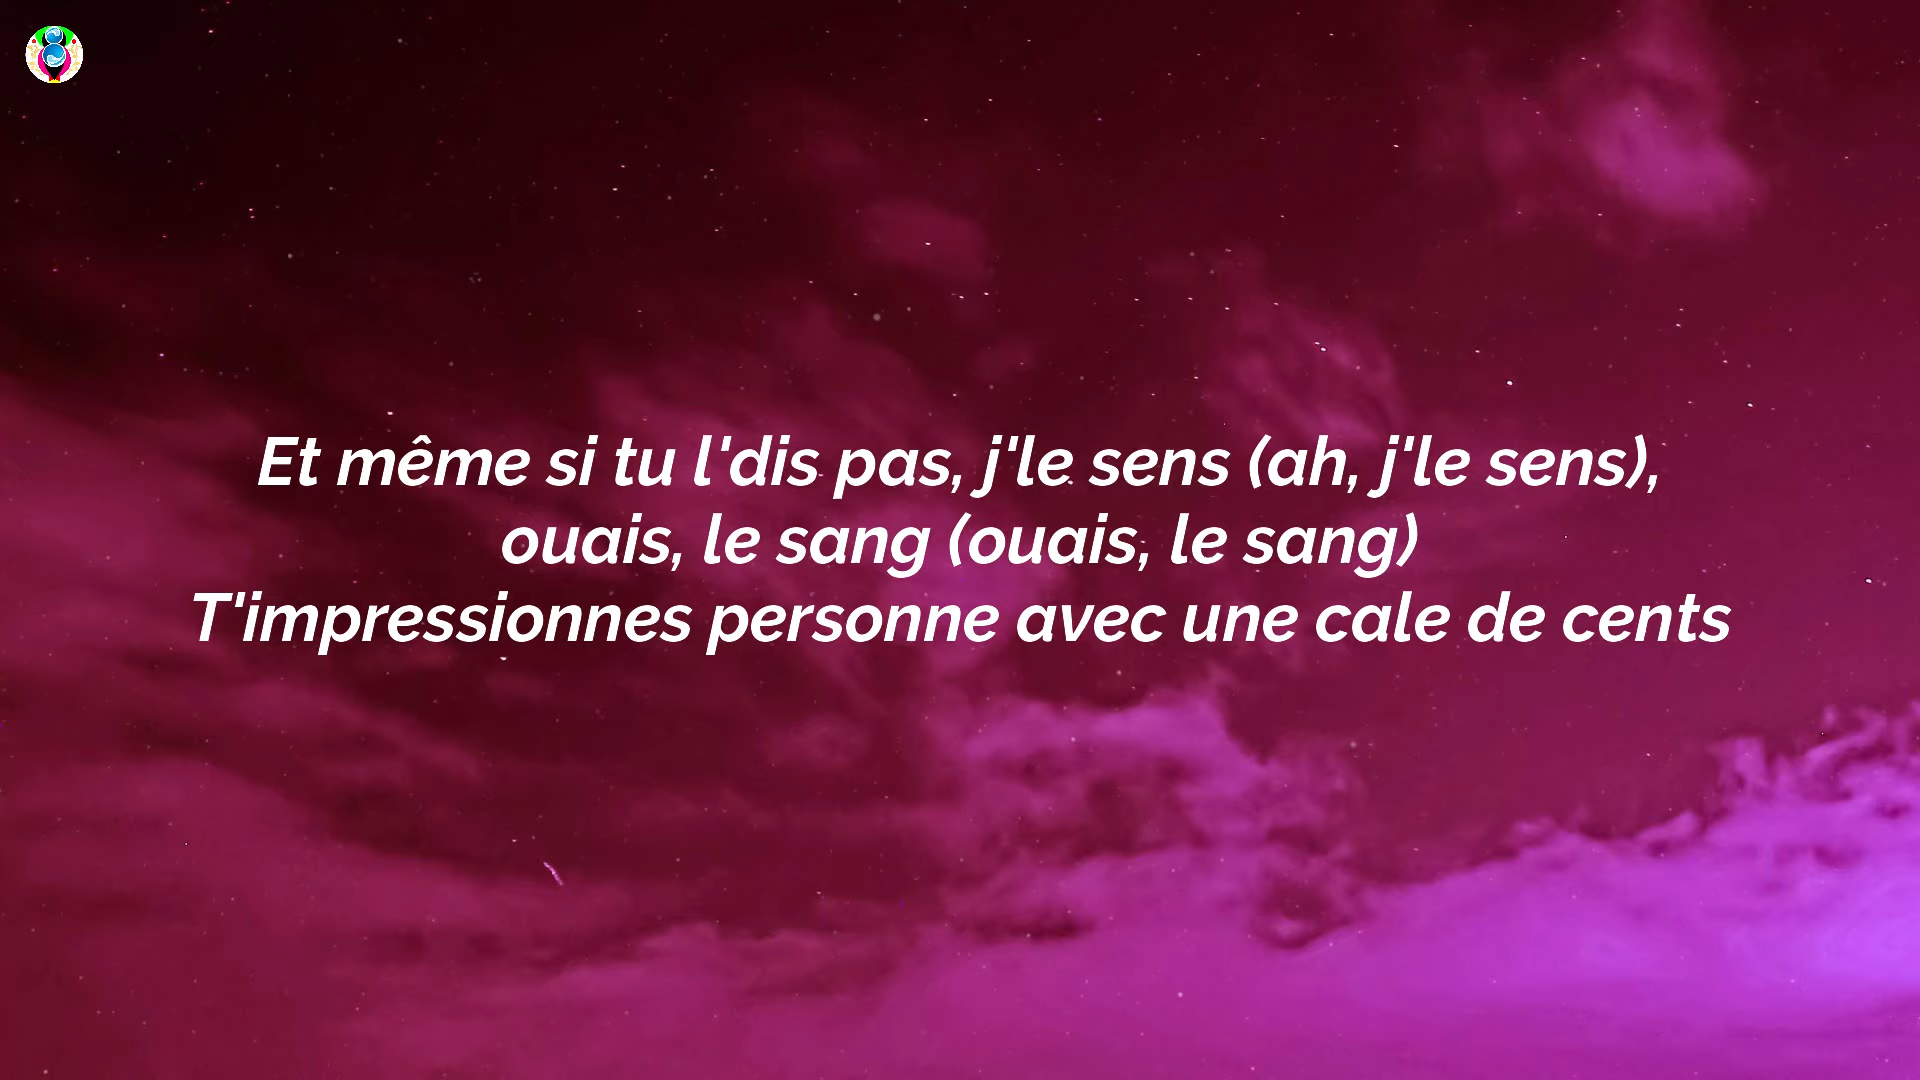 Et même si tu l'dis pas, j'le sens (ah, j'le sens),
ouais, le sang (ouais, le sang)
T'impressionnes personne avec une cale de cents